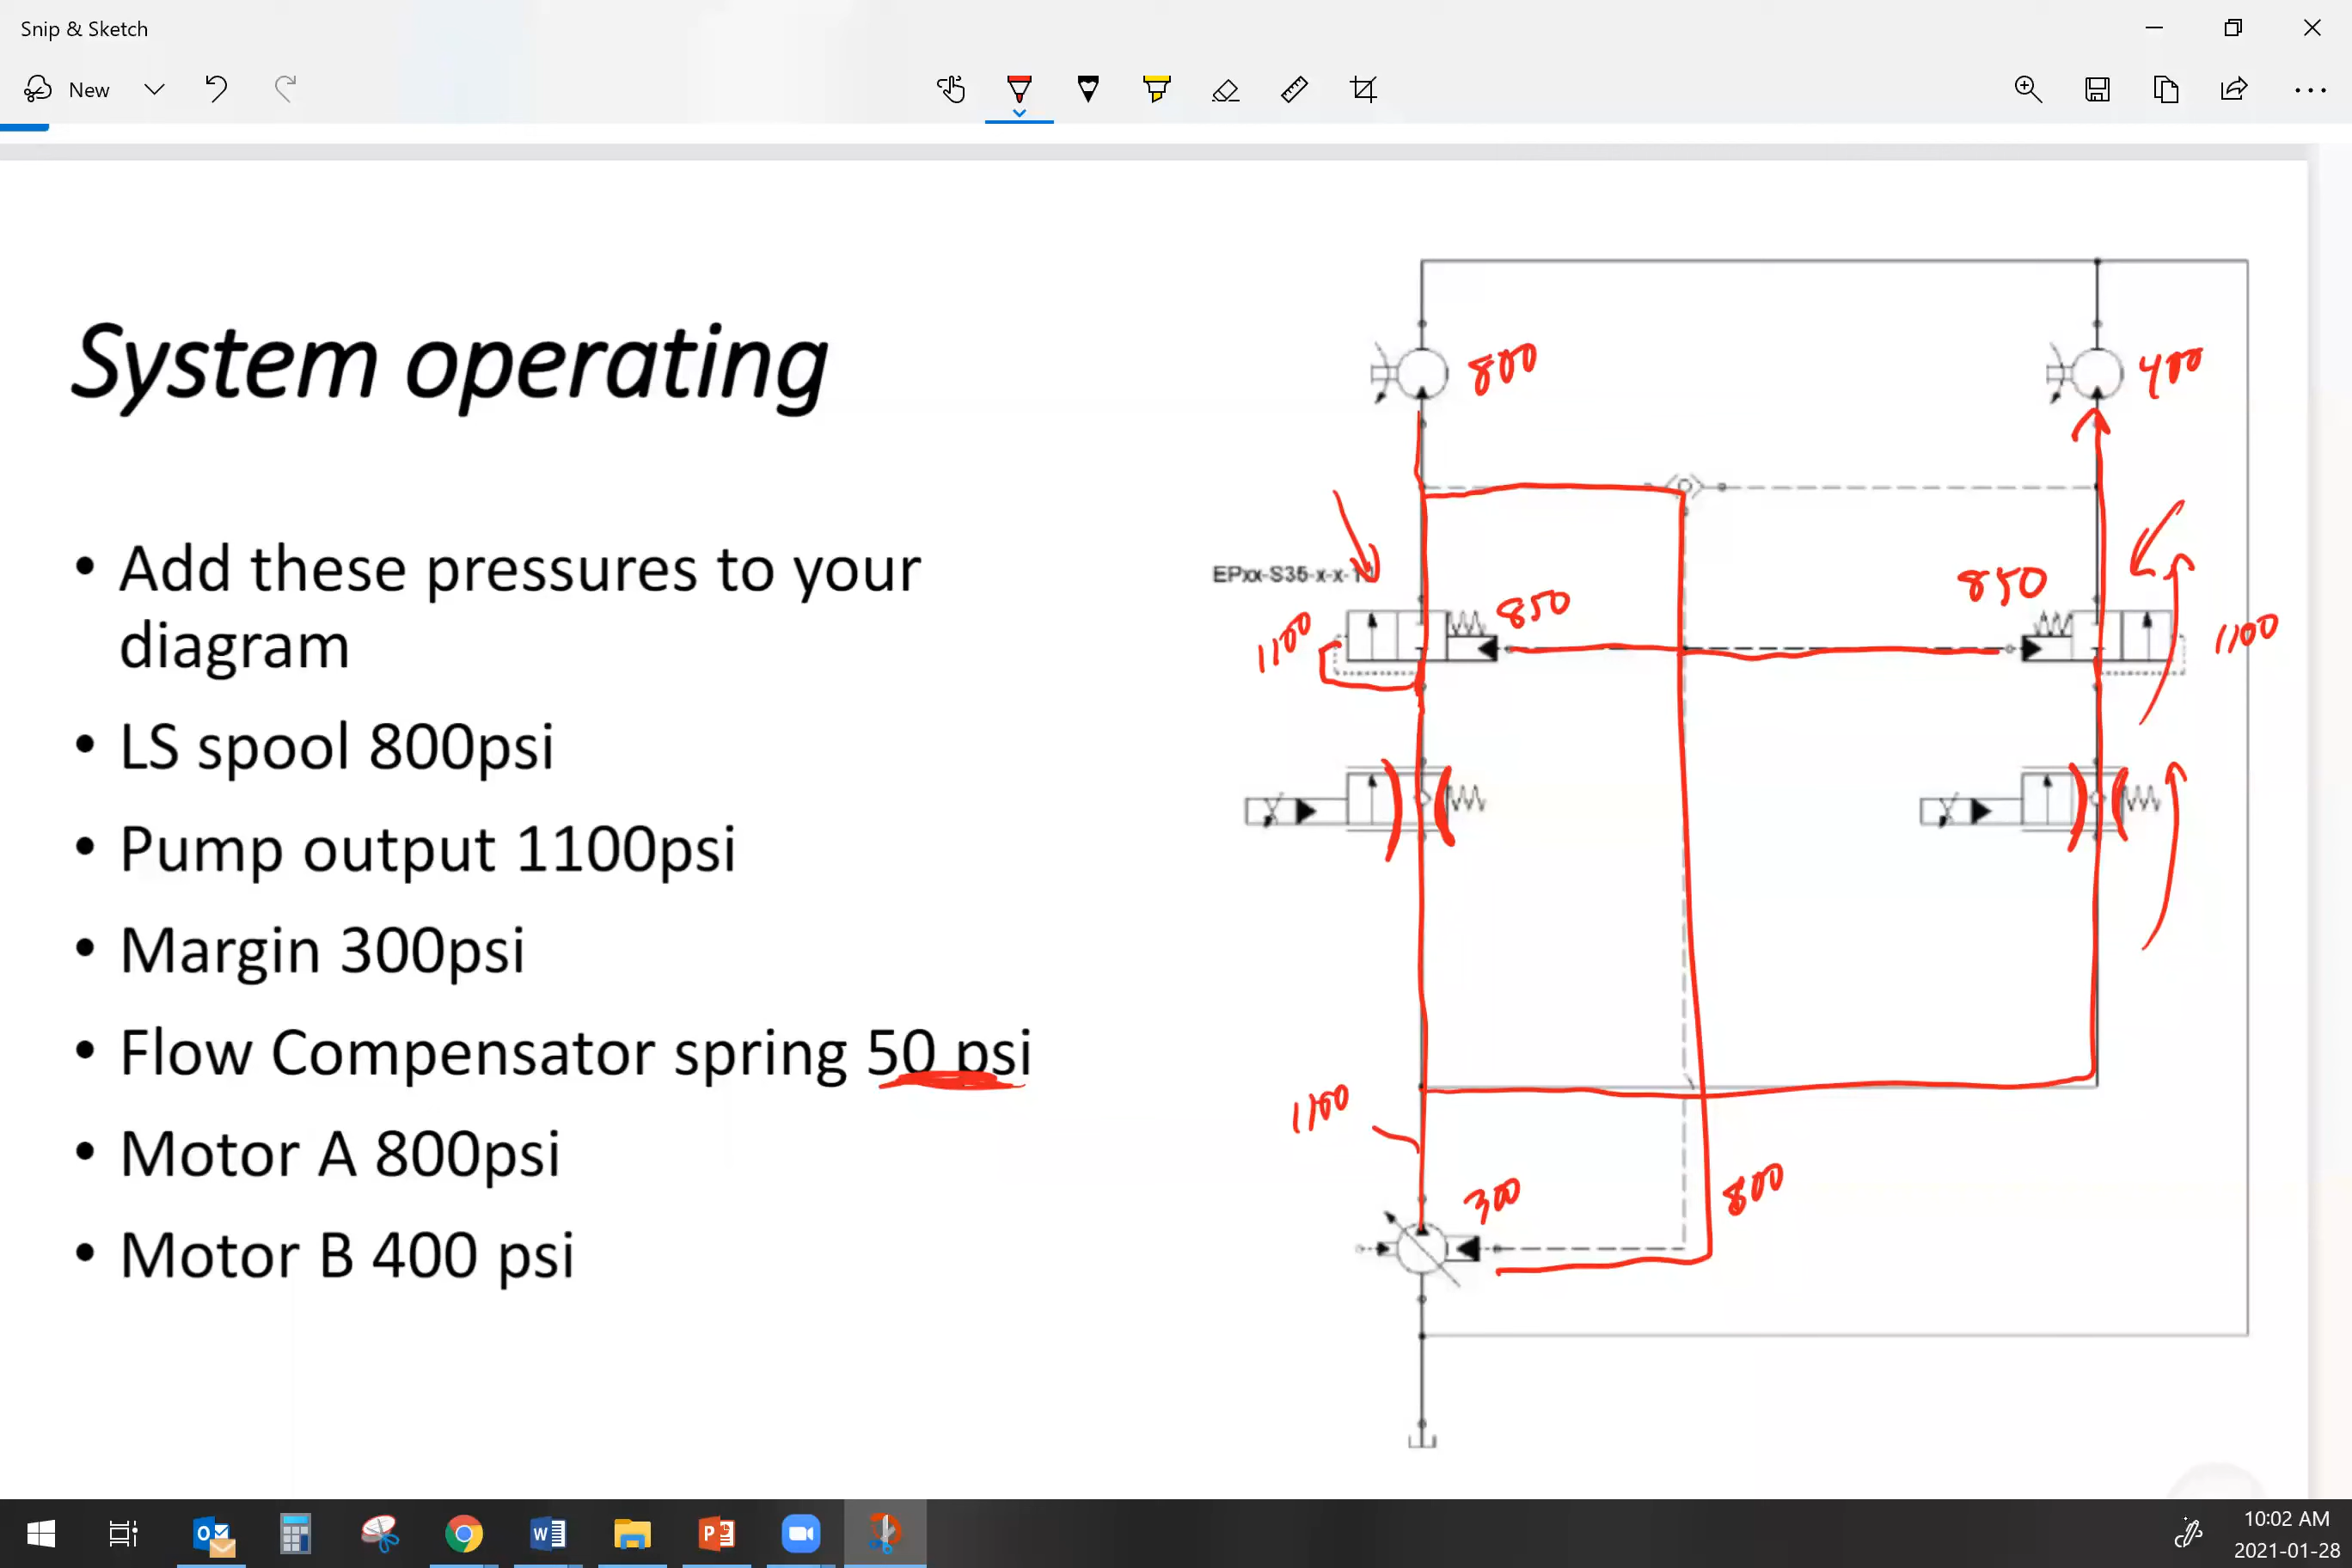 Snip & Sketch
New
System operating
• Add these pressures to your
diagram
• LS spool 800psi
• Pump output 1100psi
• Margin 300psi
• Flow Compensator spring 50 psi
• Motor A 800psi
• Motor B 400 psi
800
400
EPxx-S35-x-x-
850
850
1100
1100
1100
300
800
10:02 AM
2021-01-28